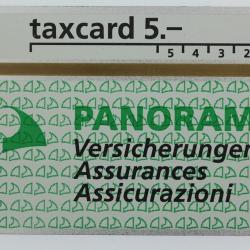 taxcard 5.–
5 4 3 2
PANORAM
Versicherungen
Assurances
Assicurazioni